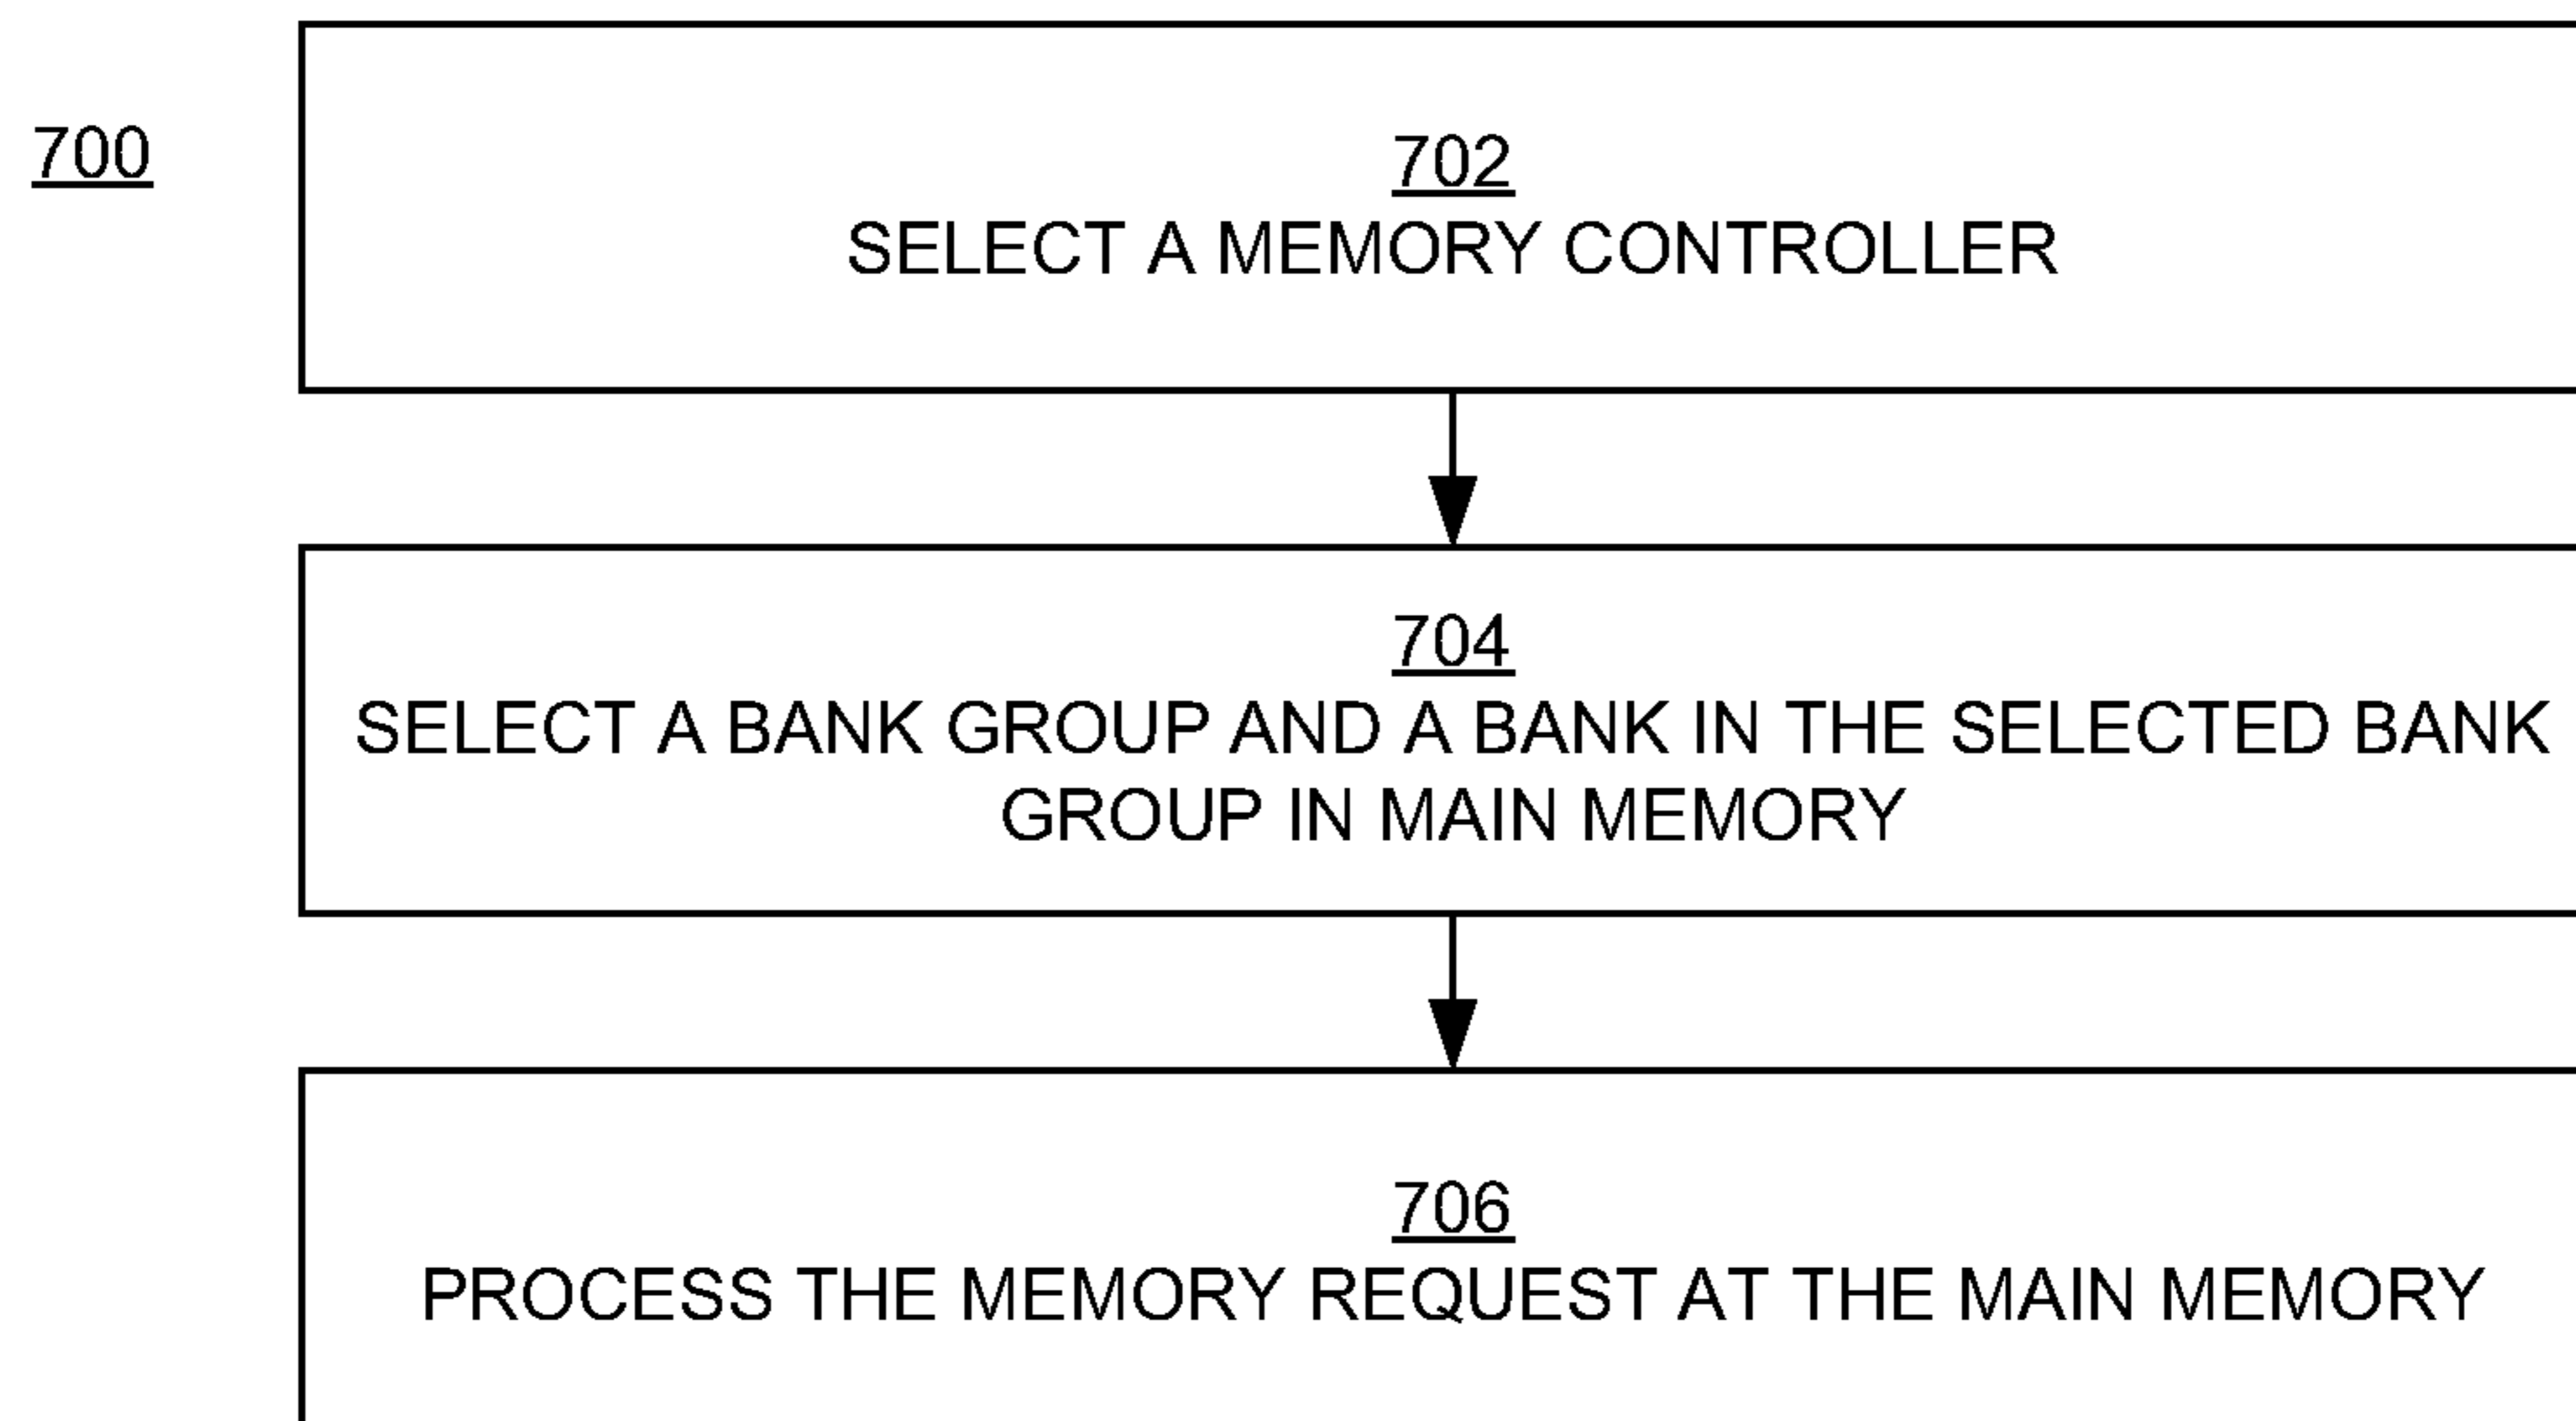 700
702
SELECT A MEMORY CONTROLLER
704
SELECT A BANK GROUP AND A BANK IN THE SELECTED BANK
GROUP IN MAIN MEMORY
706
PROCESS THE MEMORY REQUEST AT THE MAIN MEMORY